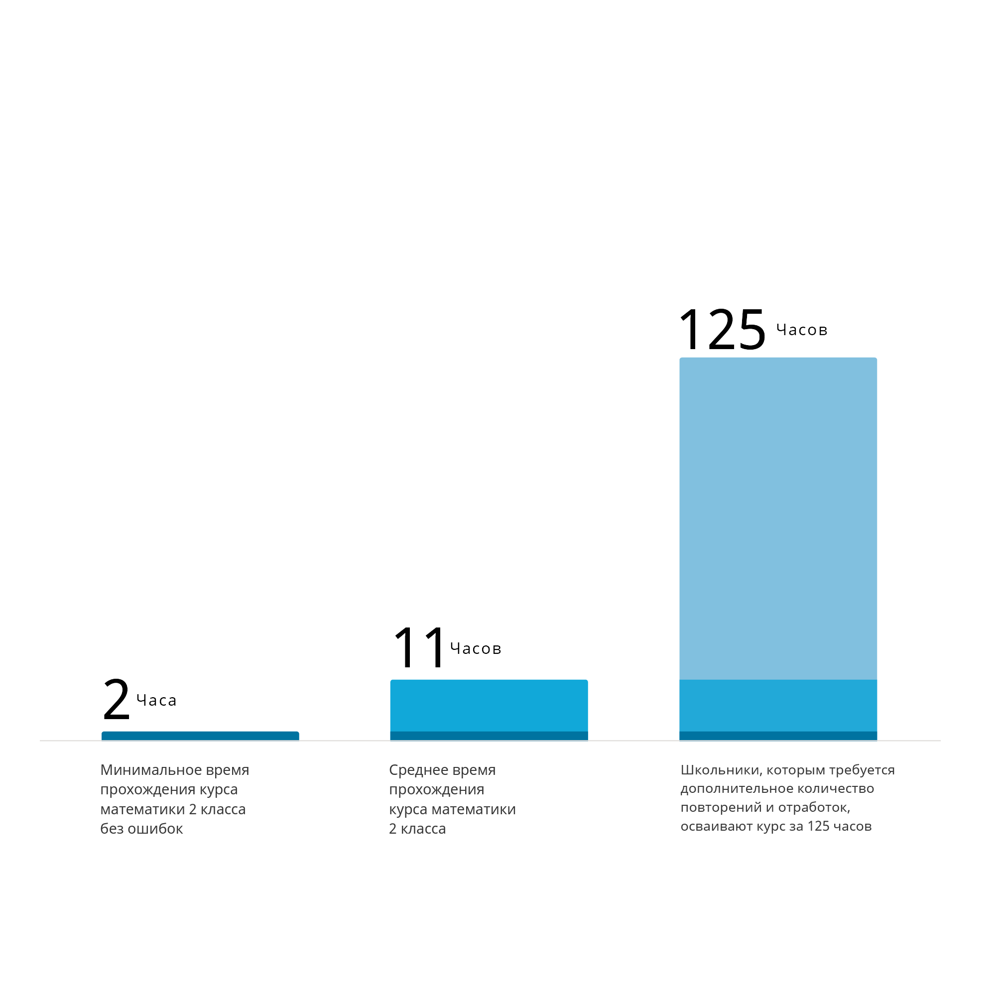 125 Часов
11 Часов
2 Часа
Минимальное время
прохождения курса
математики 2 класса
без ошибок
Среднее время
прохождения
курса математики
2 класса
Школьники, которым требуется
дополнительное количество
повторений и отработок,
осваивают курс за 125 часов